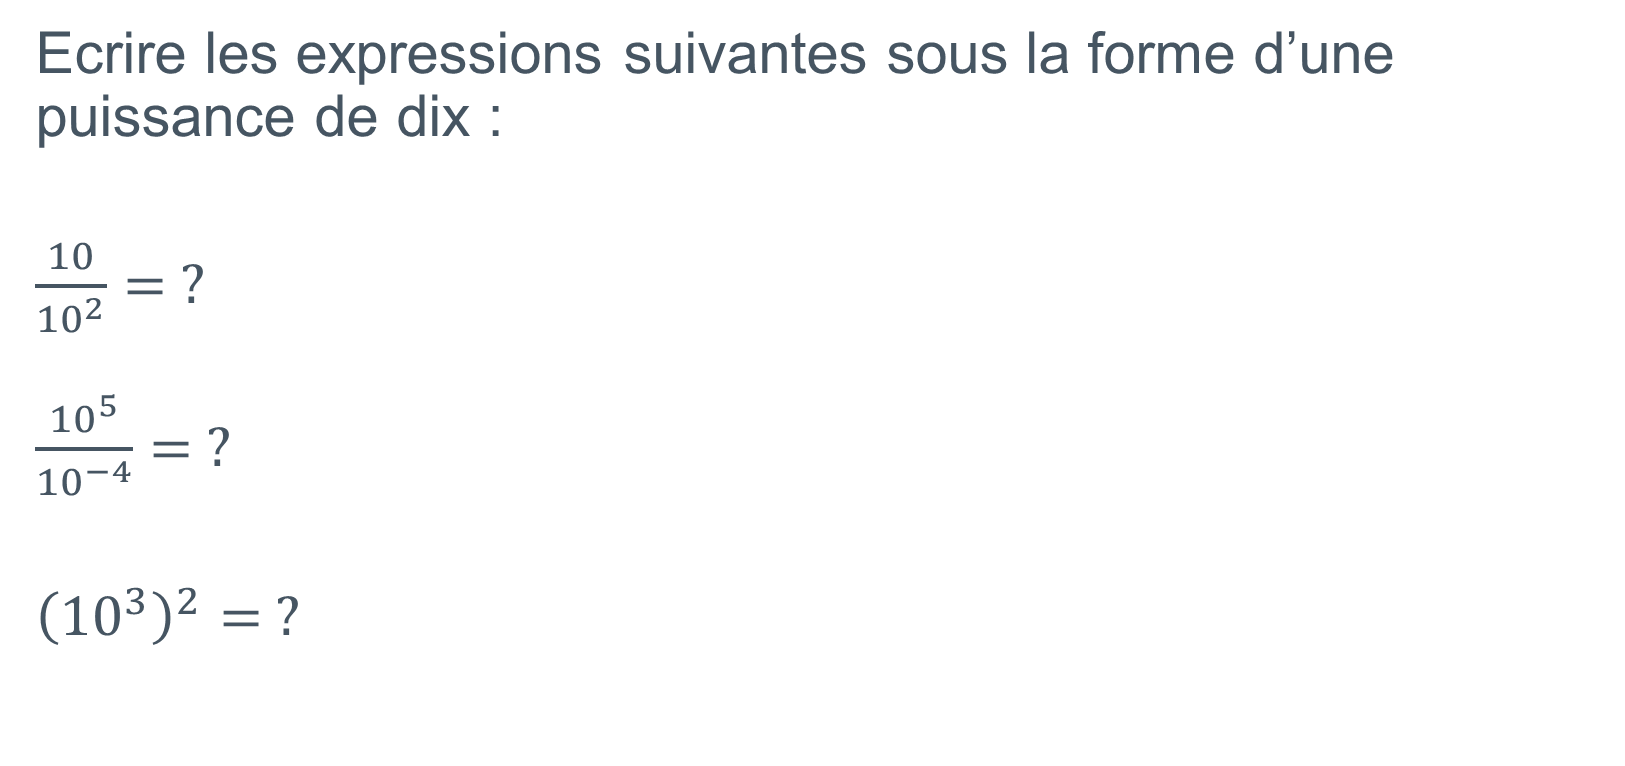 Ecrire les expressions suivantes sous la forme d’une
puissance de dix :
10/10² = ?
10⁵/10⁻⁴ = ?
(10³)² = ?